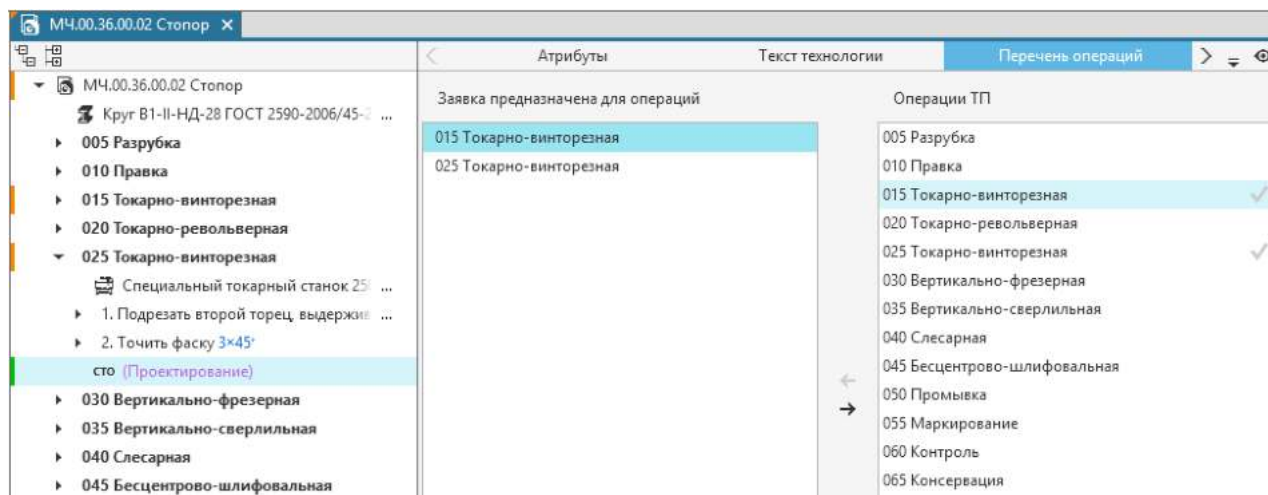 МЧ.00.36.00.02 Стопор
Атрибуты
Текст технологии
Перечень операций
МЧ.00.36.00.02 Стопор
Круг В1-II-НД-28 ГОСТ 2590-2006/45- ...
005 Разрубка
010 Правка
015 Токарно-винторезная
020 Токарно-револьверная
025 Токарно-винторезная
Специальный токарный станок 25 ...
1. Подрезать второй торец, выдержив ...
2. Точить фаску 3×45°
сто (Проектирование)
030 Вертикально-фрезерная
035 Вертикально-сверлильная
040 Слесарная
045 Бесцентрово-шлифовальная
Заявка предназначена для операций
015 Токарно-винторезная
025 Токарно-винторезная
Операции ТП
005 Разрубка
010 Правка
015 Токарно-винторезная
020 Токарно-револьверная
025 Токарно-винторезная
030 Вертикально-фрезерная
035 Вертикально-сверлильная
040 Слесарная
045 Бесцентрово-шлифовальная
050 Промывка
055 Маркирование
060 Контроль
065 Консервация